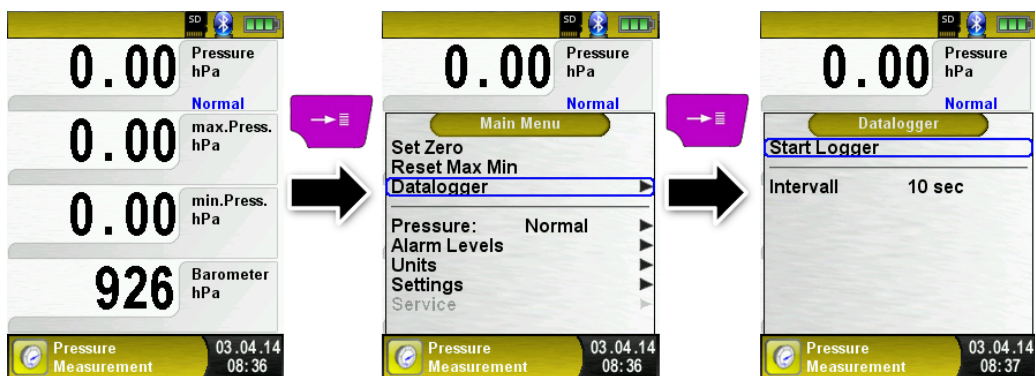 SD
0.00 Pressure
hPa
Normal
0.00 max.Press.
hPa
0.00 min.Press.
hPa
926 Barometer
hPa
Pressure 03.04.14
Measurement 08:36
SD
0.00 Pressure
hPa
Normal
Main Menu
Set Zero
Reset Max Min
Datalogger
Pressure: Normal
Alarm Levels
Units
Settings
Service
Pressure 03.04.14
Measurement 08:36
SD
0.00 Pressure
hPa
Normal
Datalogger
Start Logger
Intervall 10 sec
Pressure 03.04.14
Measurement 08:37